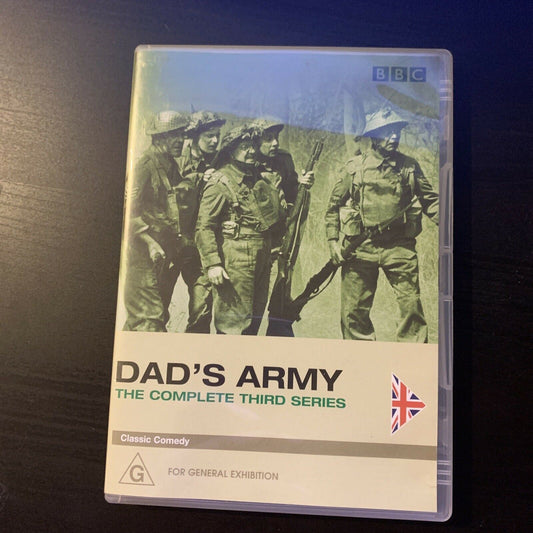 BBC
DAD'S ARMY
THE COMPLETE THIRD SERIES
Classic Comedy
G
FOR GENERAL EXHIBITION